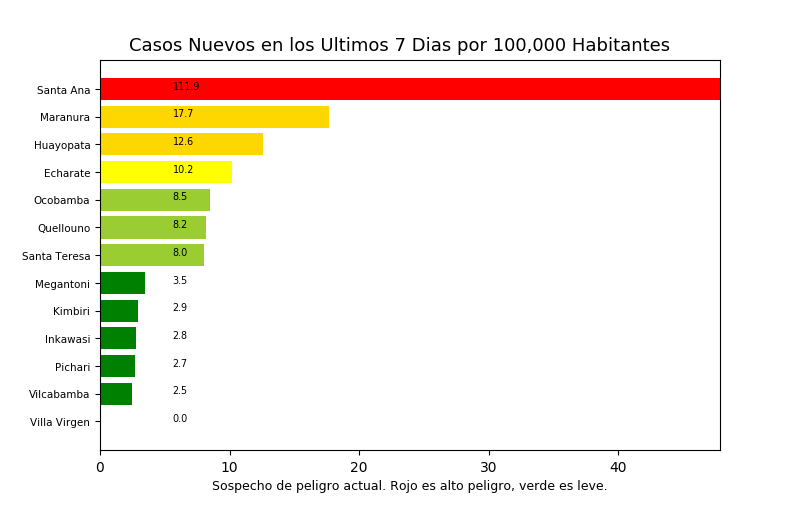 Casos Nuevos en los Ultimos 7 Dias por 100,000 Habitantes
Santa Ana 111.9
Maranura 17.7
Huayopata 12.6
Echarate 10.2
Ocobamba 8.5
Quellouno 8.2
Santa Teresa 8.0
Megantoni 3.5
Kimbiri 2.9
Inkawasi 2.8
Pichari 2.7
Vilcabamba 2.5
Villa Virgen 0.0
0 10 20 30 40
Sospecho de peligro actual. Rojo es alto peligro, verde es leve.